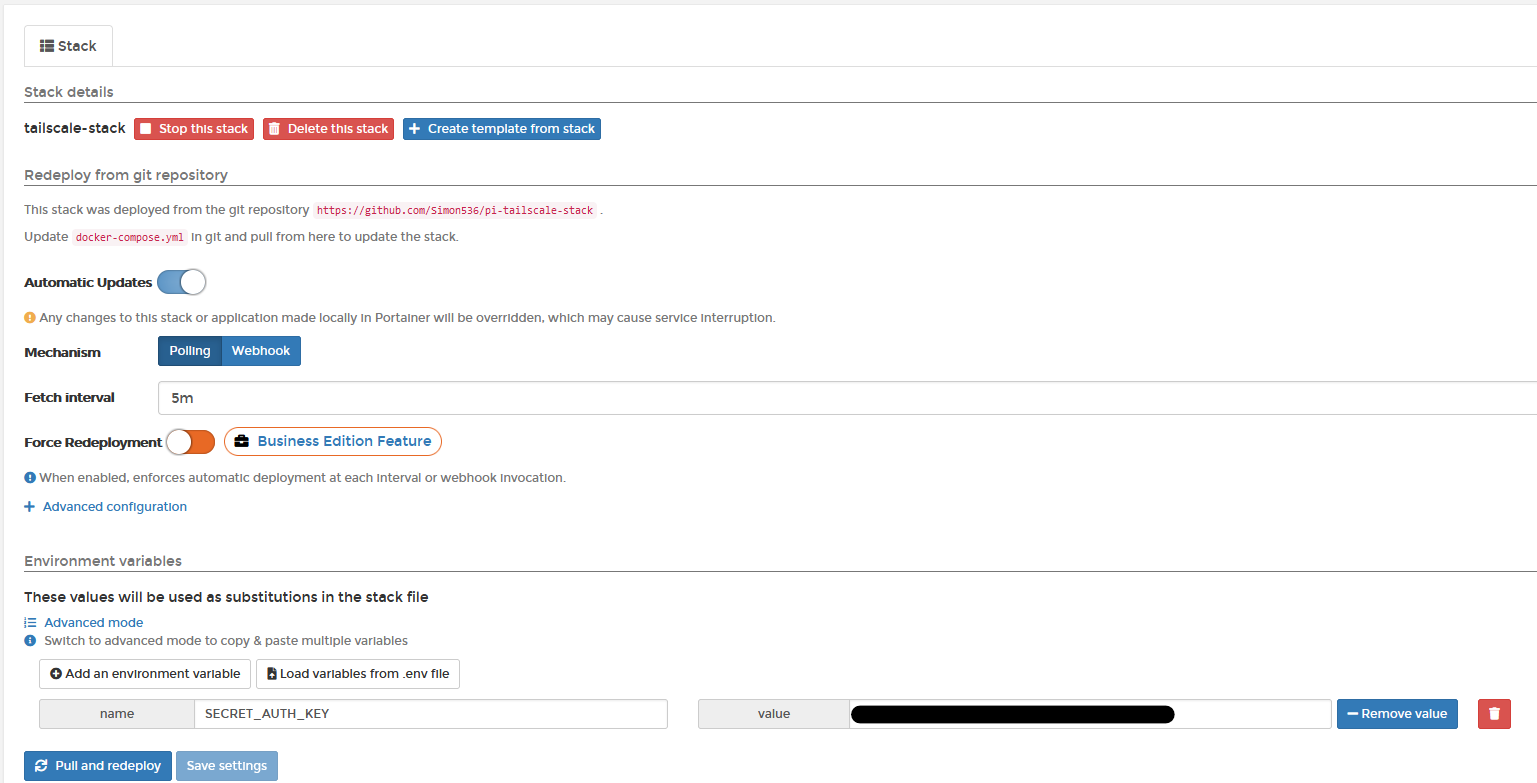 Stack
Stack details
tailscale-stack Stop this stack Delete this stack Create template from stack
Redeploy from git repository
This stack was deployed from the git repository https://github.com/Simon536/pi-tailscale-stack .
Update docker-compose.yml in git and pull from here to update the stack.
Automatic Updates
Any changes to this stack or application made locally in Portainer will be overridden, which may cause service interruption.
Mechanism Polling Webhook
Fetch interval 5m
Force Redeployment Business Edition Feature
When enabled, enforces automatic deployment at each interval or webhook invocation.
Advanced configuration
Environment variables
These values will be used as substitutions in the stack file
Advanced mode
Switch to advanced mode to copy & paste multiple variables
Add an environment variable Load variables from .env file
name SECRET_AUTH_KEY value Remove value
Pull and redeploy Save settings